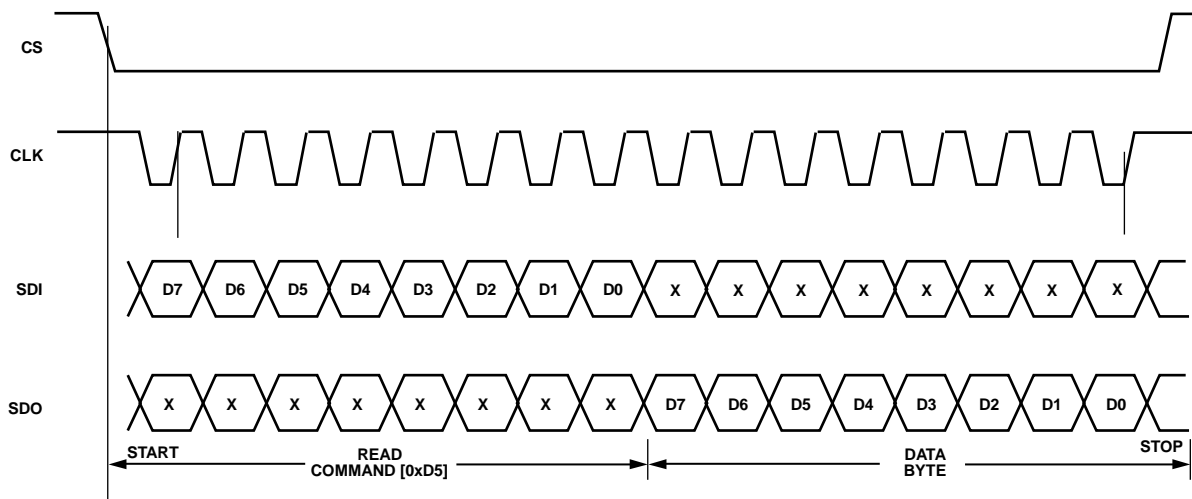 CS
CLK
SDI D7 D6 D5 D4 D3 D2 D1 D0 X X X X X X X X
SDO X X X X X X X X D7 D6 D5 D4 D3 D2 D1 D0
START READ DATA STOP
COMMAND [0xD5] BYTE